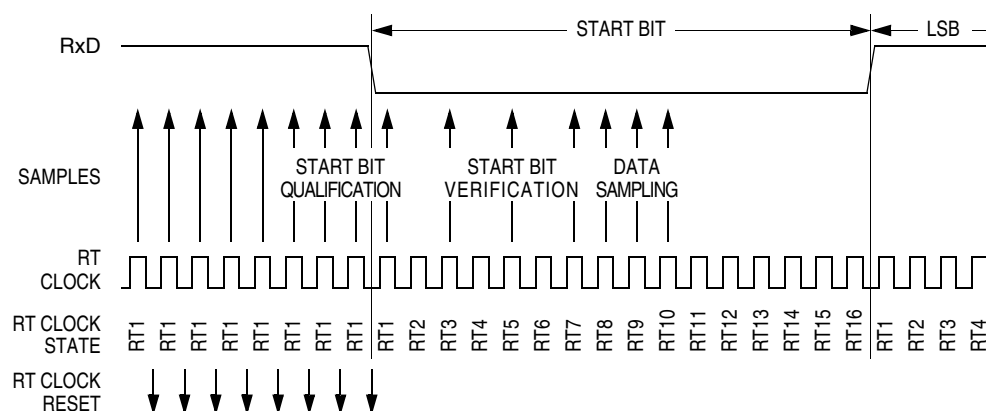 START BIT
LSB
RxD
SAMPLES
START BIT
QUALIFICATION
START BIT
VERIFICATION
DATA
SAMPLING
RT
CLOCK
RT CLOCK
STATE
RT1 RT1 RT1 RT1 RT1 RT1 RT1 RT1 RT1 RT2 RT3 RT4 RT5 RT6 RT7 RT8 RT9 RT10 RT11 RT12 RT13 RT14 RT15 RT16 RT1 RT2 RT3 RT4
RT CLOCK
RESET